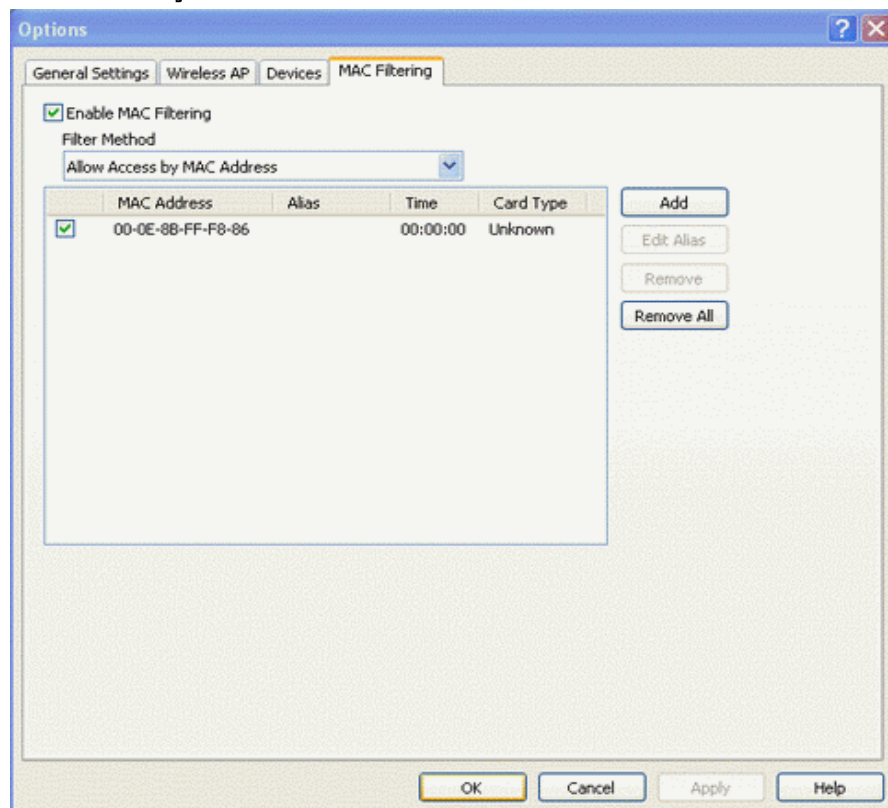 Options
General Settings Wireless AP Devices MAC Filtering
Enable MAC Filtering
Filter Method
Allow Access by MAC Address
MAC Address Alias Time Card Type
00-0E-8B-FF-F8-86 00:00:00 Unknown
Add
Edit Alias
Remove
Remove All
OK Cancel Apply Help